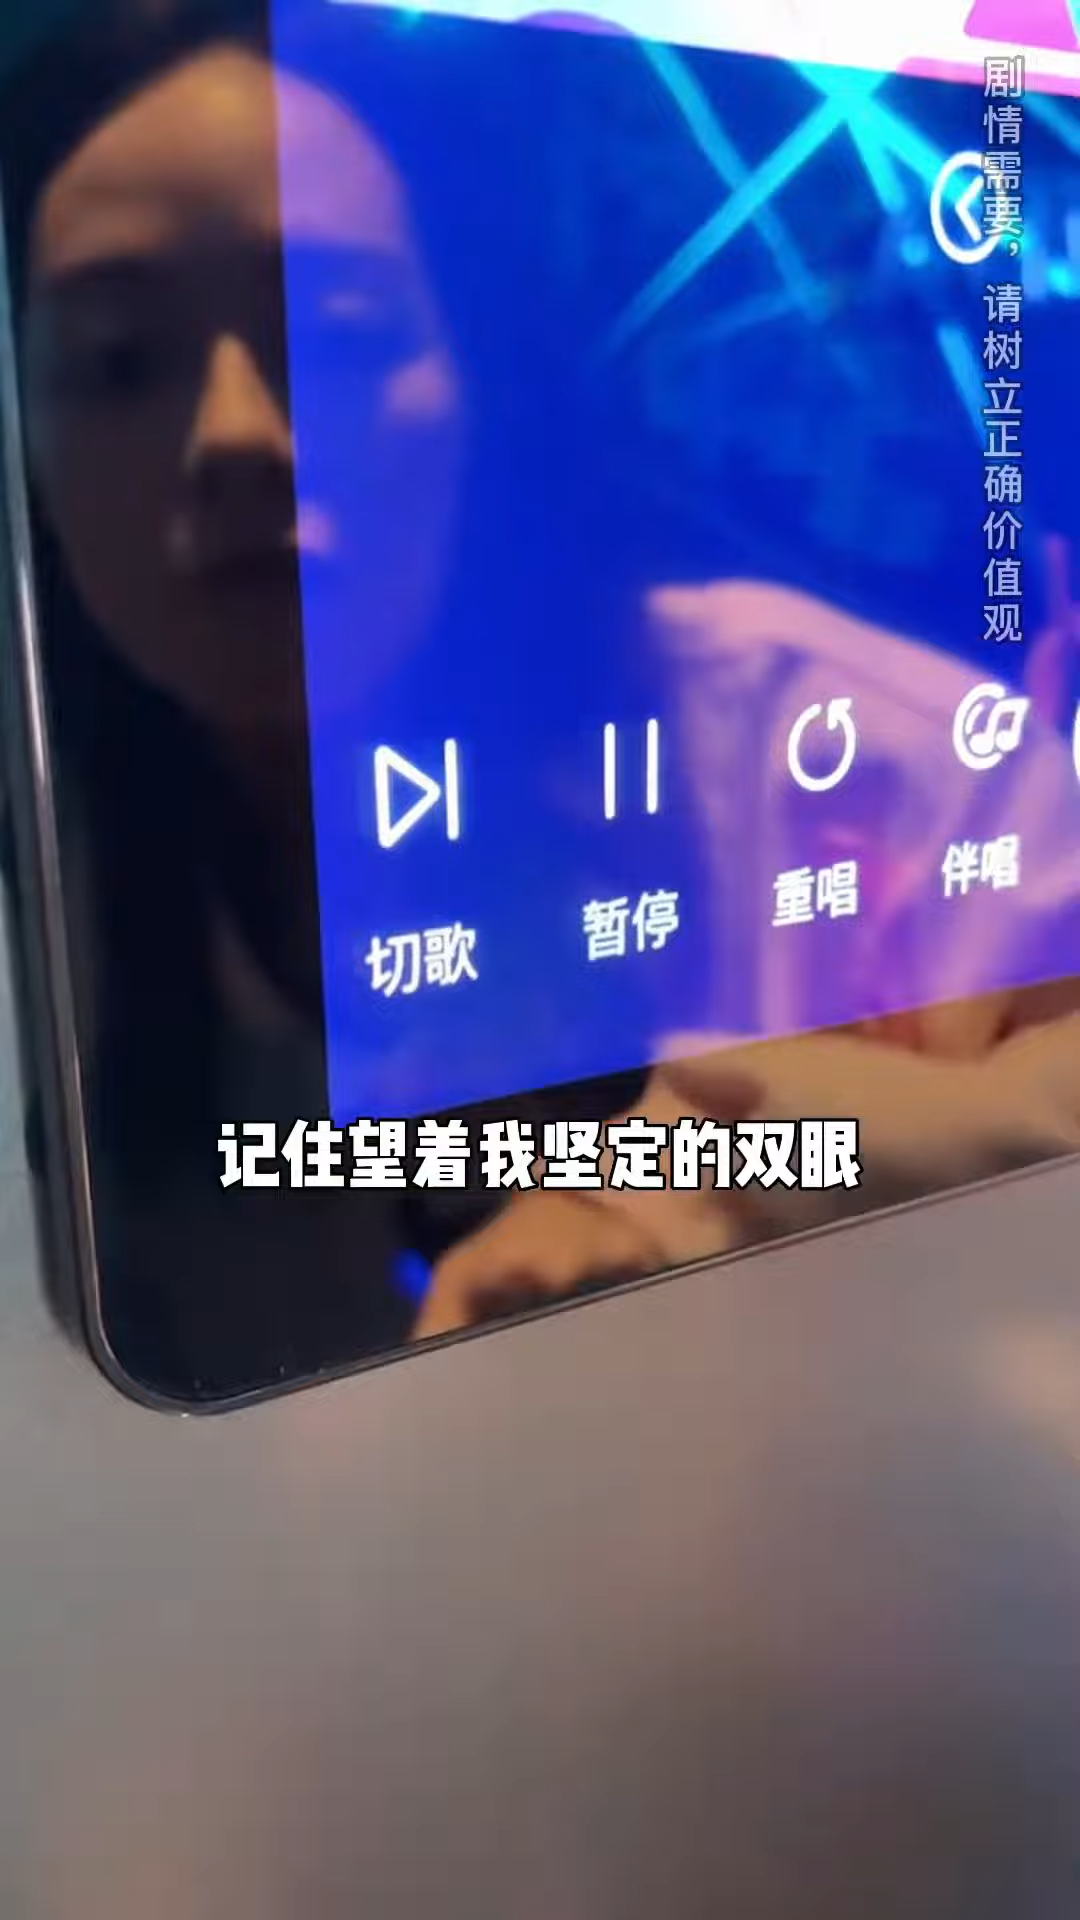 剧情需要，请树立正确价值观
切歌
暂停
重唱
伴唱
记住望着我坚定的双眼